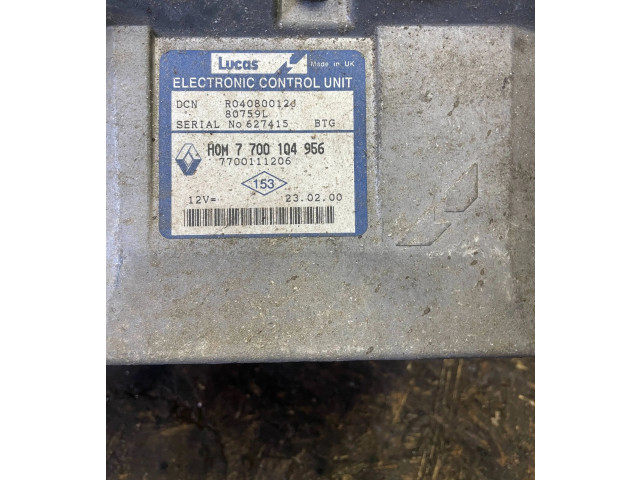 Lucas Made in UK
ELECTRONIC CONTROL UNIT
DCN R04080012J
80759L
SERIAL No 627415 BTG
HOM 7 700 104 956
7700111206
153
12V= 23.02.00